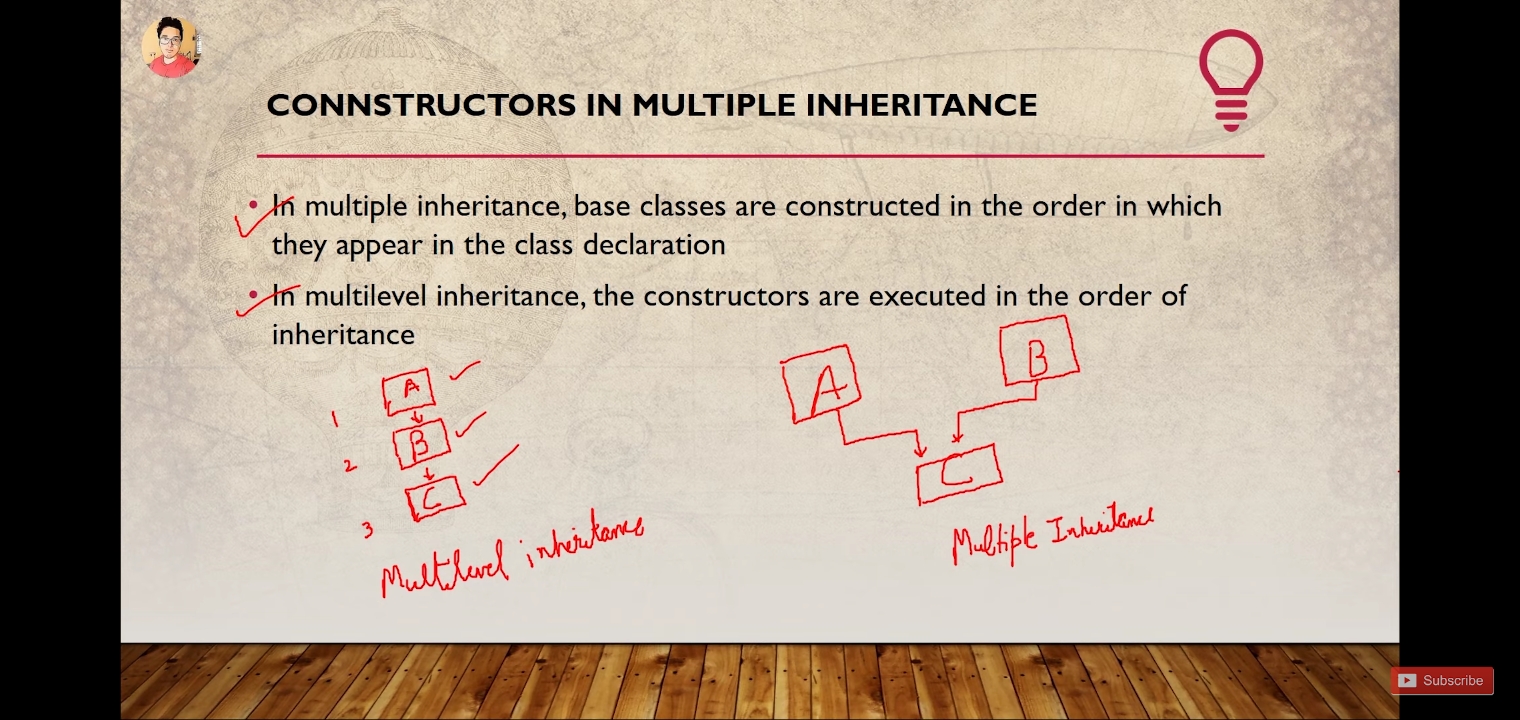 CONNSTRUCTORS IN MULTIPLE INHERITANCE
• In multiple inheritance, base classes are constructed in the order in which
they appear in the class declaration
• In multilevel inheritance, the constructors are executed in the order of
inheritance
A
1
B
2
C
3
Multilevel inheritance
A
B
C
Multiple Inheritance
Subscribe